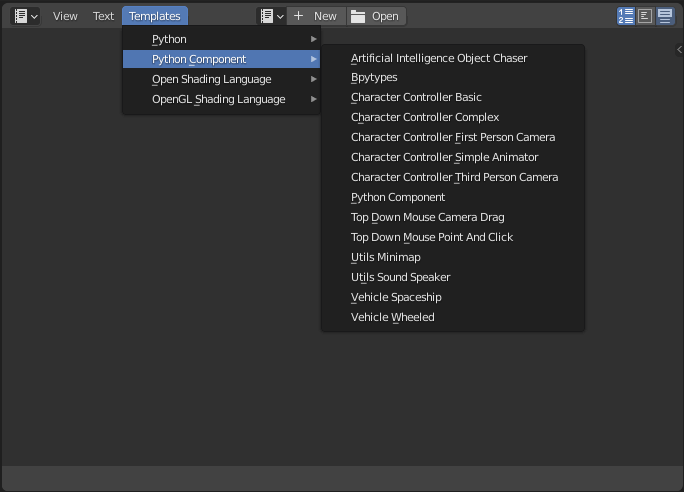 View Text Templates New Open
Python
Python Component
Open Shading Language
OpenGL Shading Language
Artificial Intelligence Object Chaser
Bpytypes
Character Controller Basic
Character Controller Complex
Character Controller First Person Camera
Character Controller Simple Animator
Character Controller Third Person Camera
Python Component
Top Down Mouse Camera Drag
Top Down Mouse Point And Click
Utils Minimap
Utils Sound Speaker
Vehicle Spaceship
Vehicle Wheeled